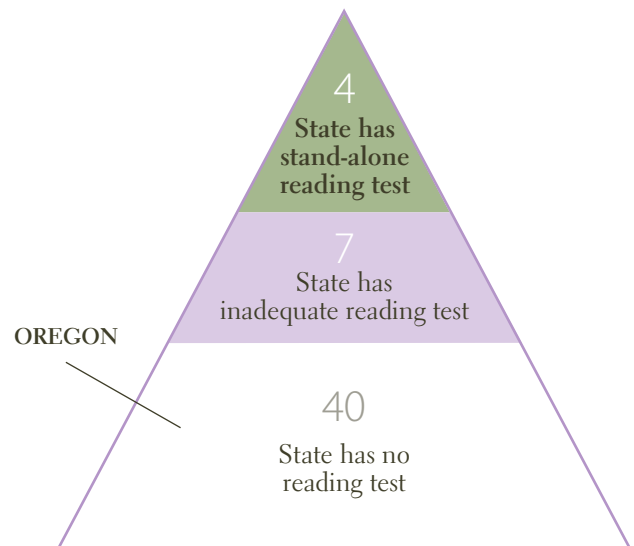 4
State has
stand-alone
reading test
7
State has
inadequate reading test
OREGON
40
State has no
reading test